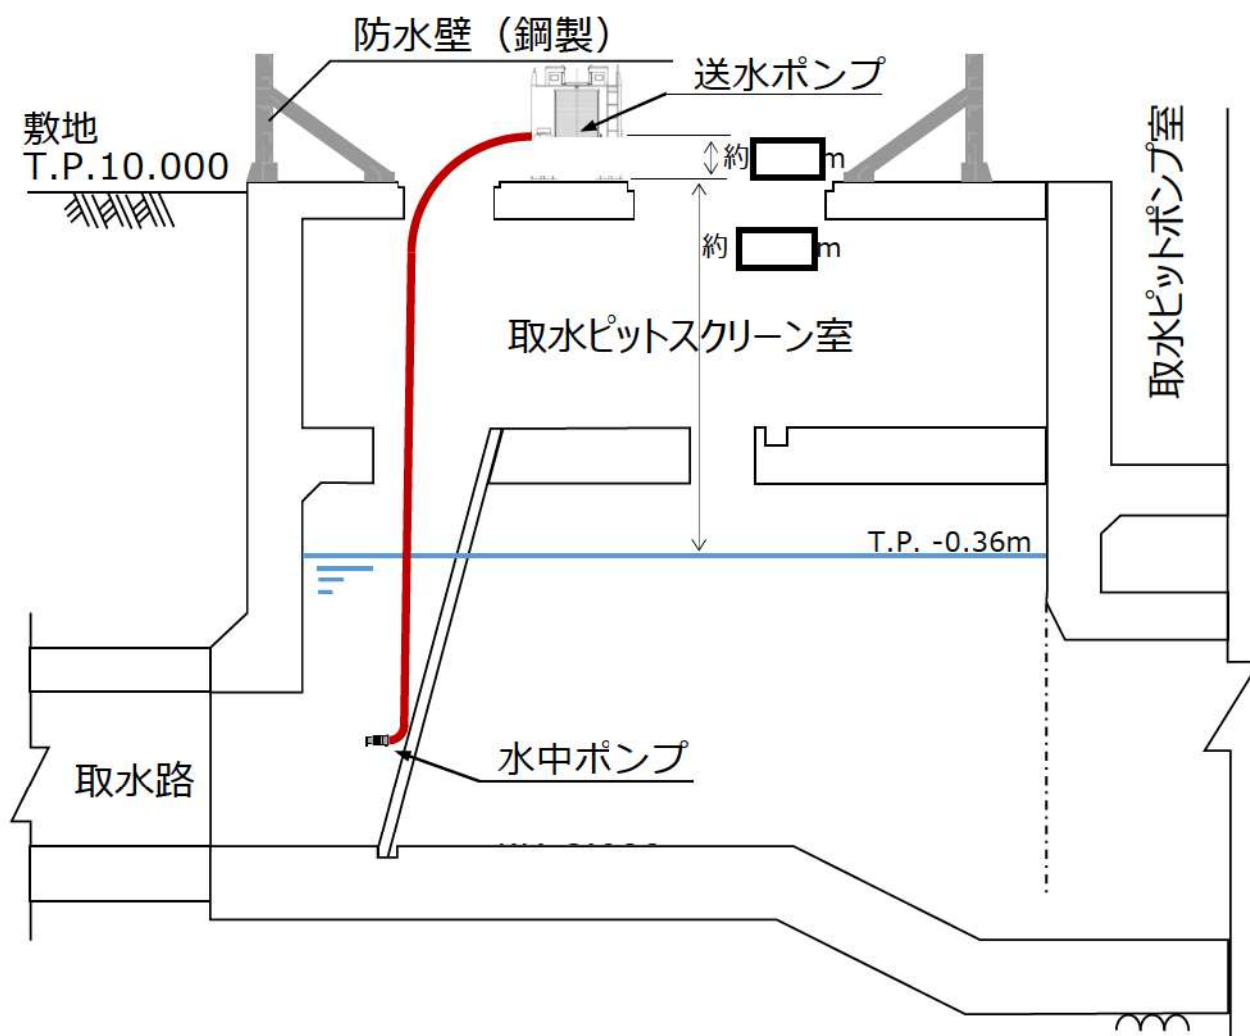 防水壁（鋼製）
送水ポンプ
敷地
T.P.10.000
約 m
約 m
取水ピットポンプ室
取水ピットスクリーン室
T.P. -0.36m
水中ポンプ
取水路